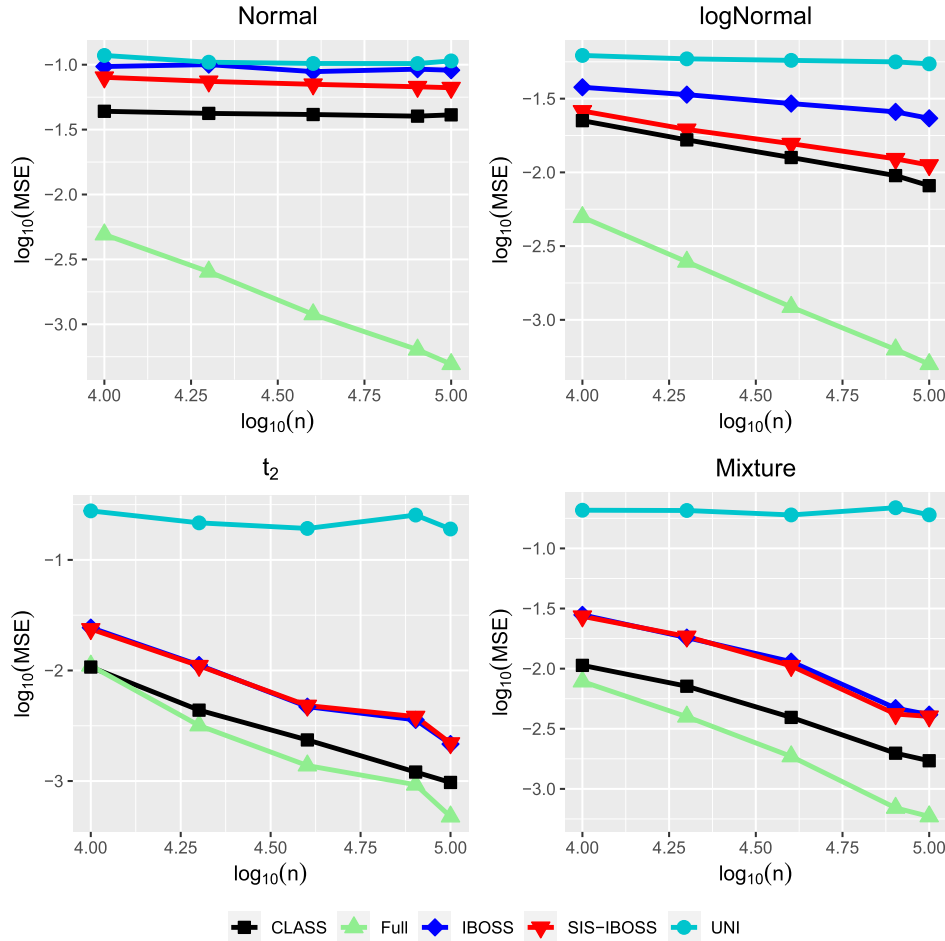 Normal
logNormal
log₁₀(MSE)
−1.0
−1.5
−2.0
−2.5
−3.0
4.00 4.25 4.50 4.75 5.00
log₁₀(n)
log₁₀(MSE)
−1.5
−2.0
−2.5
−3.0
4.00 4.25 4.50 4.75 5.00
log₁₀(n)
t₂
Mixture
log₁₀(MSE)
−1
−2
−3
4.00 4.25 4.50 4.75 5.00
log₁₀(n)
log₁₀(MSE)
−1.0
−1.5
−2.0
−2.5
−3.0
4.00 4.25 4.50 4.75 5.00
log₁₀(n)
CLASS Full IBOSS SIS−IBOSS UNI